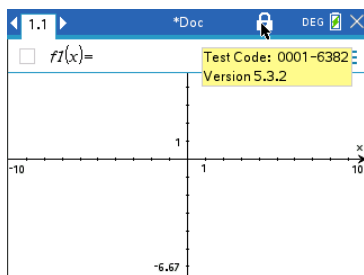 1.1 *Doc DEG
f1(x)=
Test Code: 0001-6382
Version 5.3.2
1
x
-10 1 10
-6.67